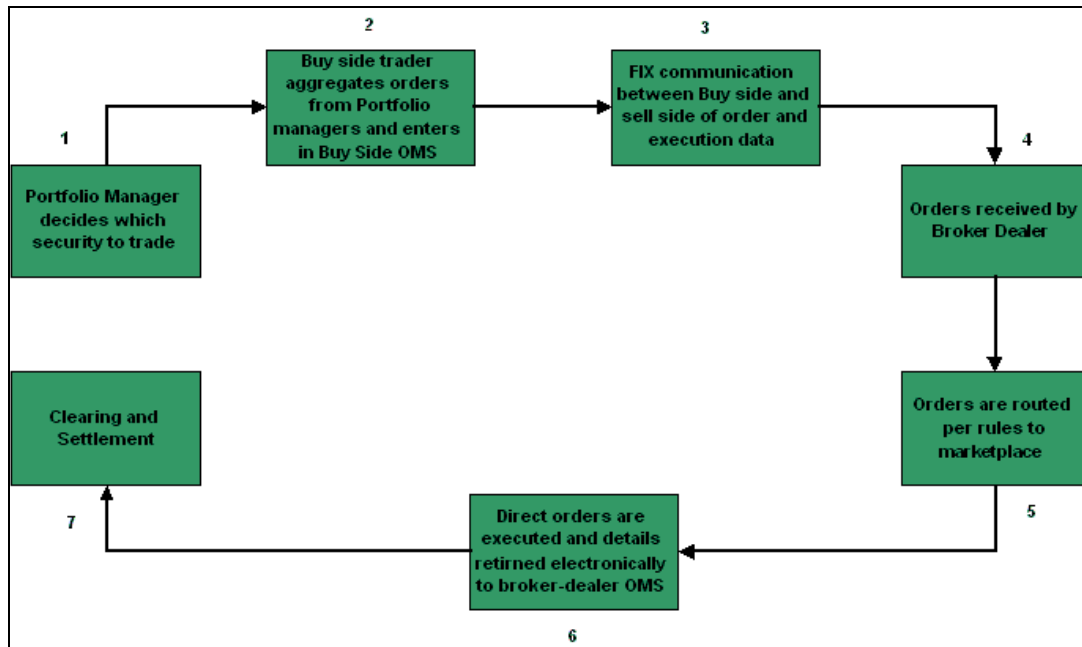 1
Portfolio Manager
decides which
security to trade
2
Buy side trader
aggregates orders
from Portfolio
managers and enters
in Buy Side OMS
3
FIX communication
between Buy side and
sell side of order and
execution data
4
Orders received by
Broker Dealer
Orders are routed
per rules to
marketplace
5
Direct orders are
executed and details
retirned electronically
to broker-dealer OMS
6
Clearing and
Settlement
7